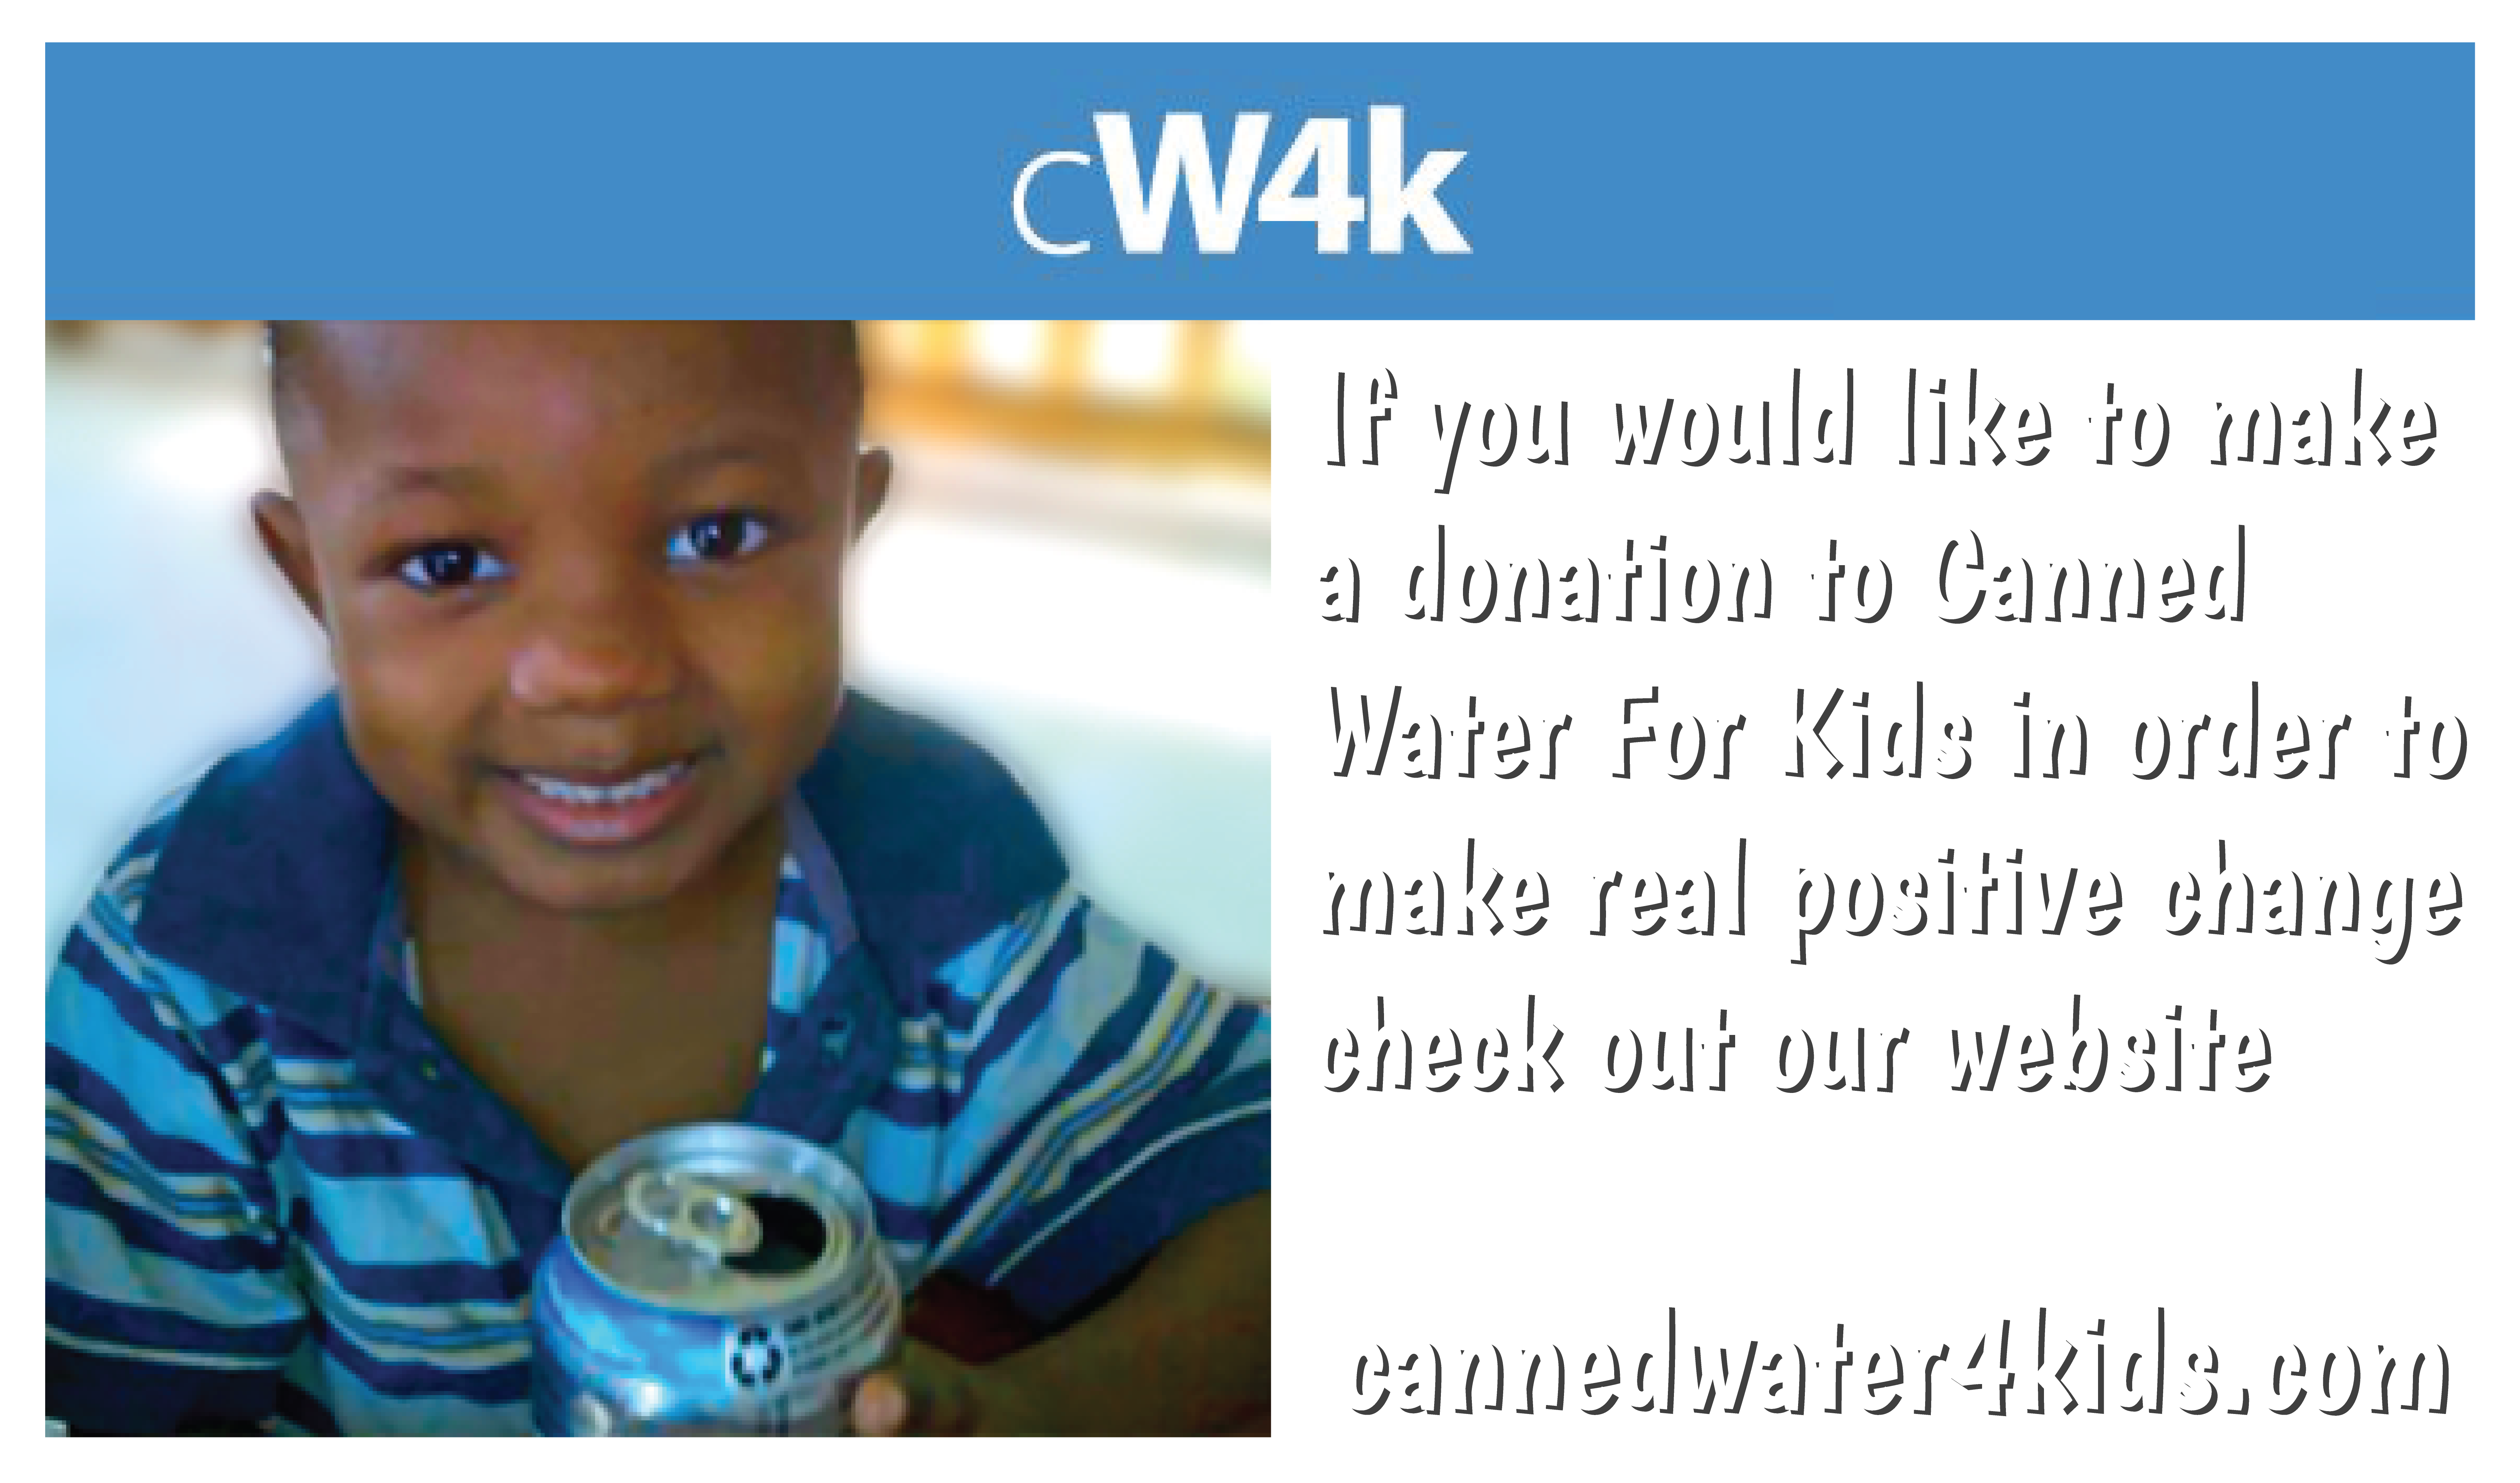 cW4k
If you would like to make
a donation to Canned
Water For Kids in order to
make real positive change
check out our website
cannedwater4kids.com